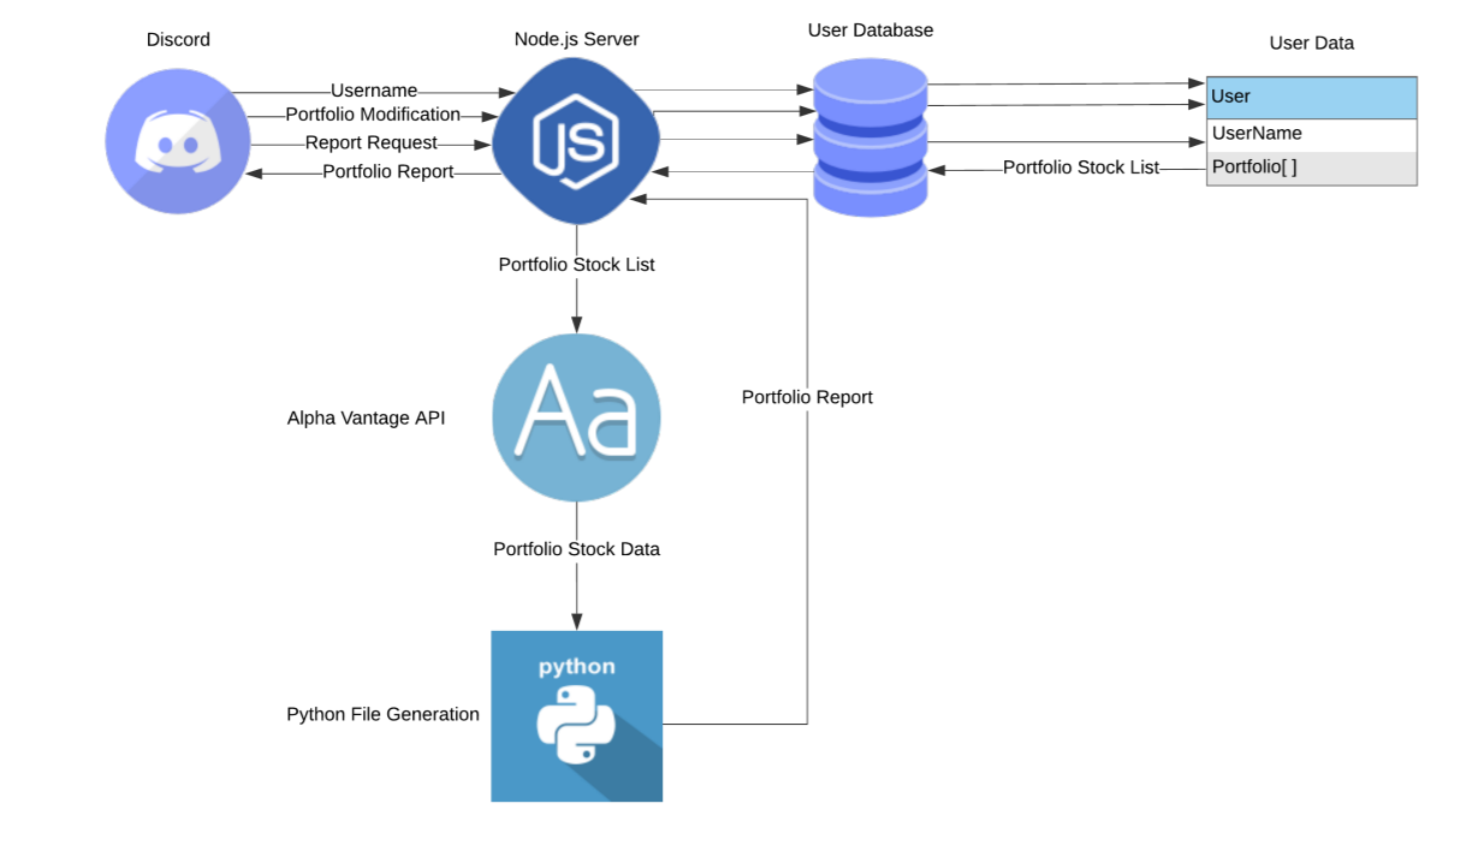 Discord
Node.js Server
User Database
User Data
Username
Portfolio Modification
Report Request
Portfolio Report
JS
User
UserName
Portfolio[ ]
Portfolio Stock List
Portfolio Stock List
Alpha Vantage API
Aa
Portfolio Report
Portfolio Stock Data
python
Python File Generation